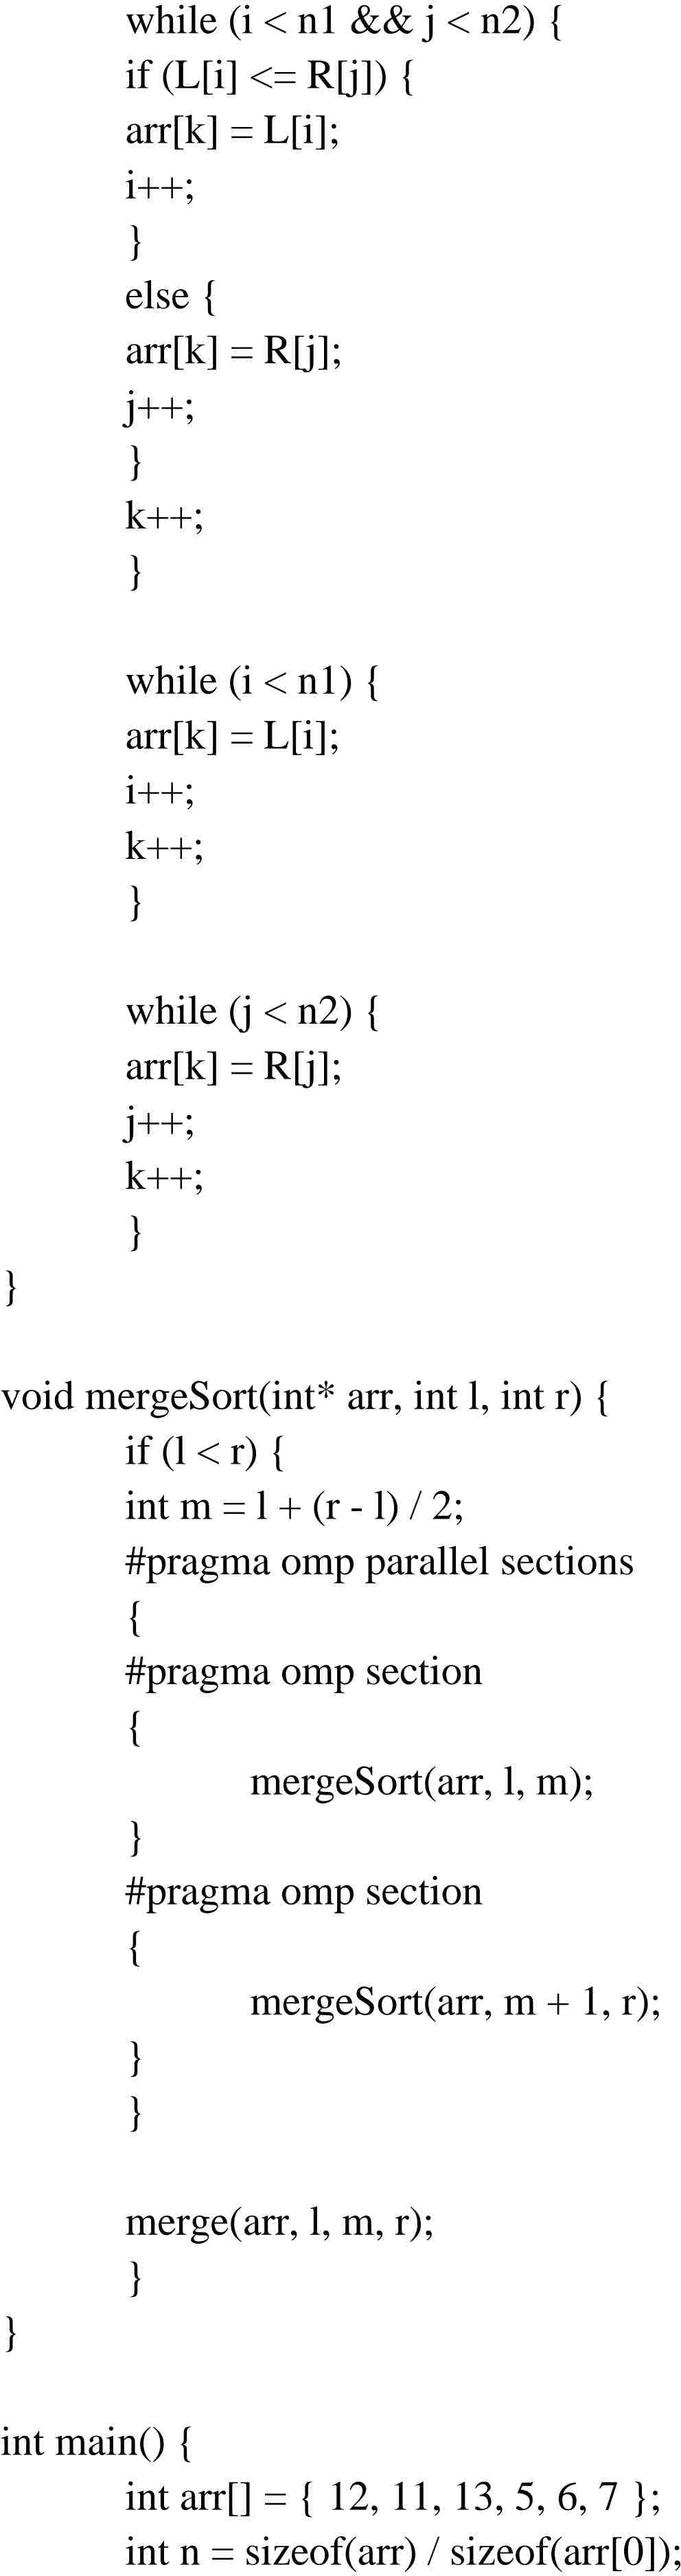 while (i < n1 && j < n2) {
if (L[i] <= R[j]) {
arr[k] = L[i];
i++;
}
else {
arr[k] = R[j];
j++;
}
k++;
}
while (i < n1) {
arr[k] = L[i];
i++;
k++;
}
while (j < n2) {
arr[k] = R[j];
j++;
k++;
}
}
void mergeSort(int* arr, int l, int r) {
if (l < r) {
int m = l + (r - l) / 2;
#pragma omp parallel sections
{
#pragma omp section
{
mergeSort(arr, l, m);
}
#pragma omp section
{
mergeSort(arr, m + 1, r);
}
}
merge(arr, l, m, r);
}
}
int main() {
int arr[] = { 12, 11, 13, 5, 6, 7 };
int n = sizeof(arr) / sizeof(arr[0]);